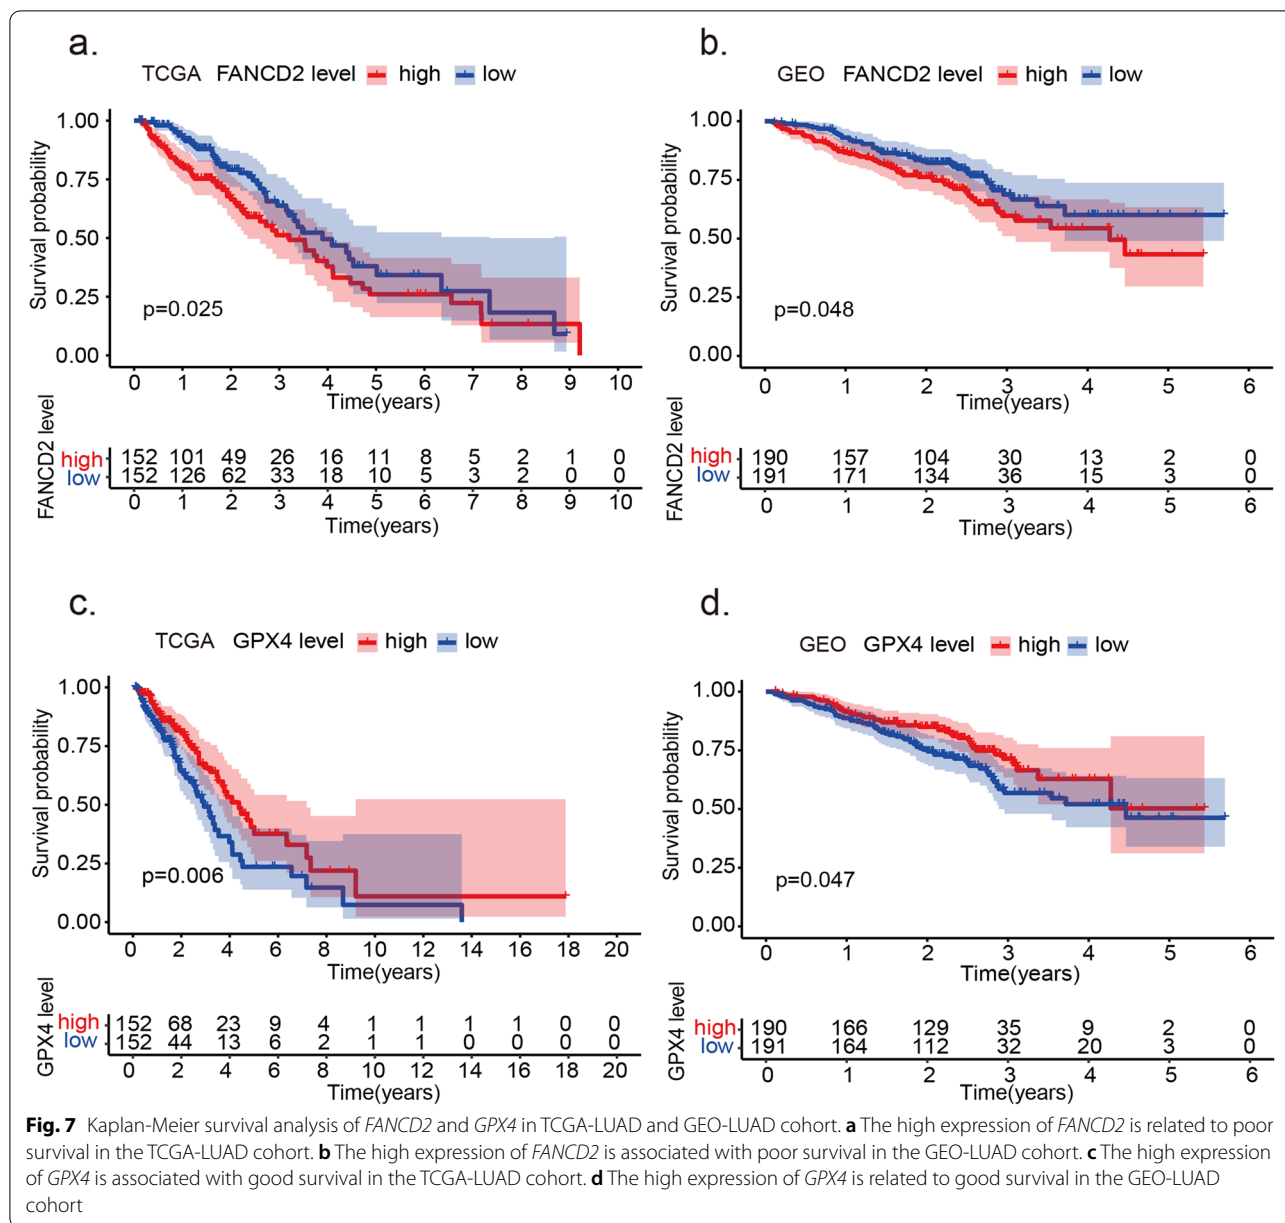 a.
TCGA FANCD2 level high low
1.00
0.75
0.50
0.25
0.00
Survival probability
p=0.025
0 1 2 3 4 5 6 7 8 9 10
Time(years)
FANCD2 level
high 152 101 49 26 16 11 8 5 2 1 0
low 152 126 62 33 18 10 5 3 2 0 0
0 1 2 3 4 5 6 7 8 9 10
Time(years)
b.
GEO FANCD2 level high low
1.00
0.75
0.50
0.25
0.00
Survival probability
p=0.048
0 1 2 3 4 5 6
Time(years)
FANCD2 level
high 190 157 104 30 13 2 0
low 191 171 134 36 15 3 0
0 1 2 3 4 5 6
Time(years)
c.
TCGA GPX4 level high low
1.00
0.75
0.50
0.25
0.00
Survival probability
p=0.006
0 2 4 6 8 10 12 14 16 18 20
Time(years)
GPX4 level
high 152 68 23 9 4 1 1 1 1 0 0
low 152 44 13 6 2 1 1 0 0 0 0
0 2 4 6 8 10 12 14 16 18 20
Time(years)
d.
GEO GPX4 level high low
1.00
0.75
0.50
0.25
0.00
Survival probability
p=0.047
0 1 2 3 4 5 6
Time(years)
GPX4 level
high 190 166 129 35 9 2 0
low 191 164 112 32 20 3 0
0 1 2 3 4 5 6
Time(years)
Fig. 7 Kaplan-Meier survival analysis of FANCD2 and GPX4 in TCGA-LUAD and GEO-LUAD cohort. a The high expression of FANCD2 is related to poor
survival in the TCGA-LUAD cohort. b The high expression of FANCD2 is associated with poor survival in the GEO-LUAD cohort. c The high expression
of GPX4 is associated with good survival in the TCGA-LUAD cohort. d The high expression of GPX4 is related to good survival in the GEO-LUAD
cohort